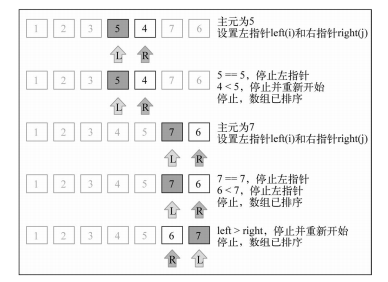 1 2 3 5 4 7 6
主元为5
设置左指针left(i)和右指针right(j)
L R
1 2 3 5 4 7 6
5 == 5，停止左指针
4 < 5，停止并重新开始
停止，数组已排序
L R
1 2 3 4 5 7 6
主元为7
设置左指针left(i)和右指针right(j)
L R
1 2 3 4 5 7 6
7 == 7，停止左指针
6 < 7，停止左指针
停止，数组已排序
L R
1 2 3 4 5 6 7
left > right，停止并重新开始
停止，数组已排序
R L